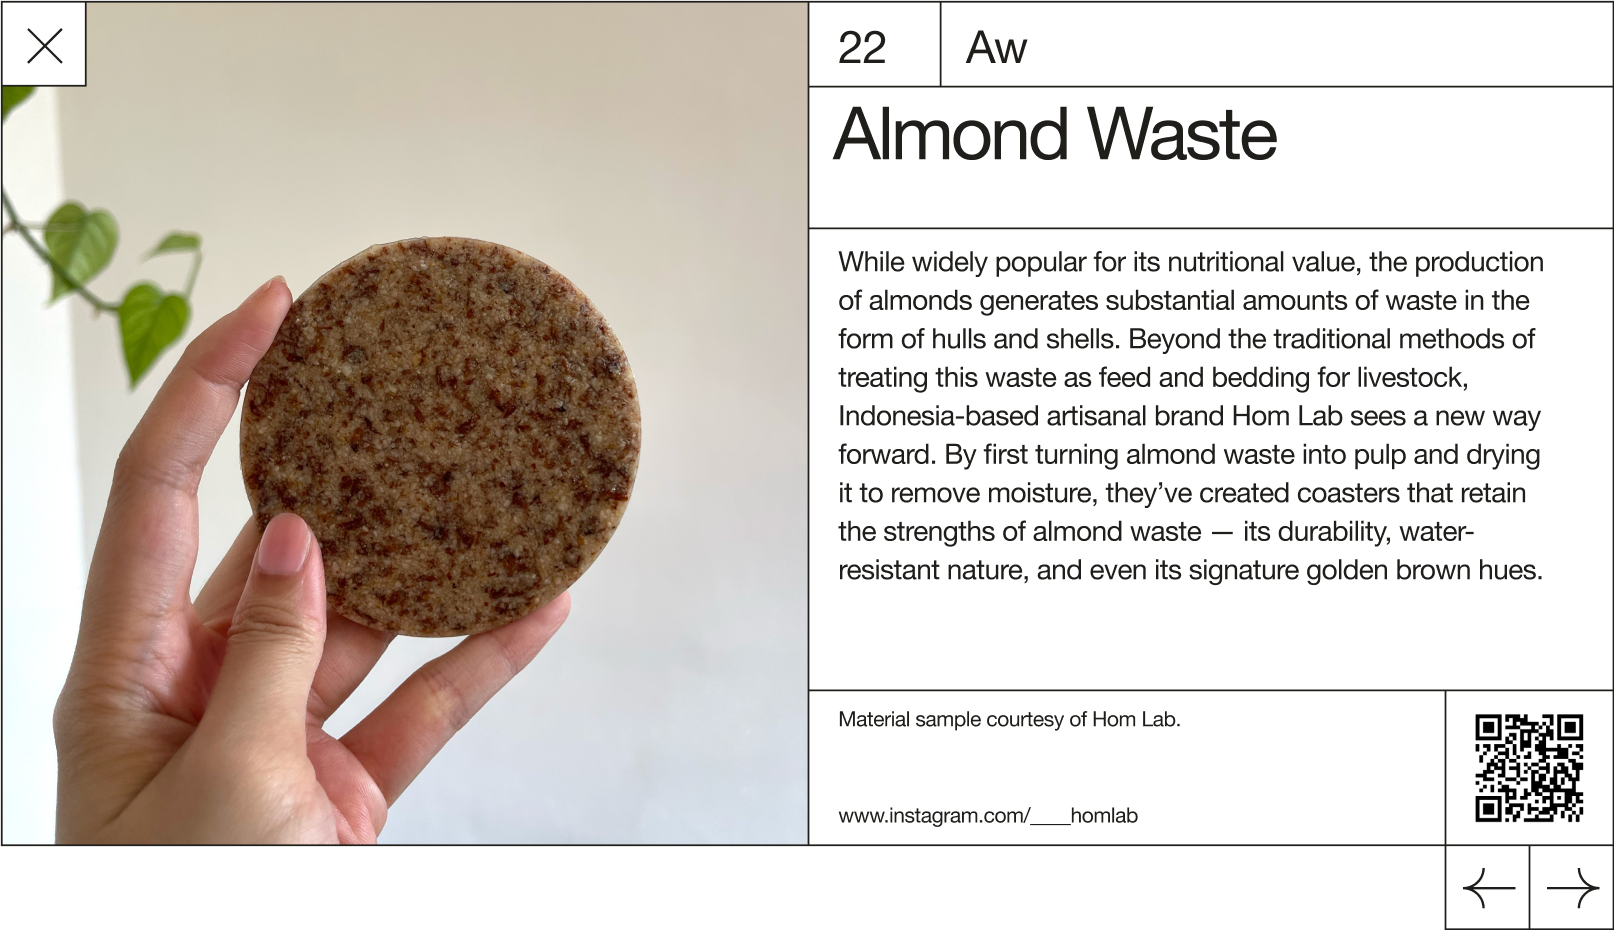 22
Aw
Almond Waste
While widely popular for its nutritional value, the production
of almonds generates substantial amounts of waste in the
form of hulls and shells. Beyond the traditional methods of
treating this waste as feed and bedding for livestock,
Indonesia-based artisanal brand Hom Lab sees a new way
forward. By first turning almond waste into pulp and drying
it to remove moisture, they’ve created coasters that retain
the strengths of almond waste — its durability, water-
resistant nature, and even its signature golden brown hues.
Material sample courtesy of Hom Lab.
www.instagram.com/____homlab